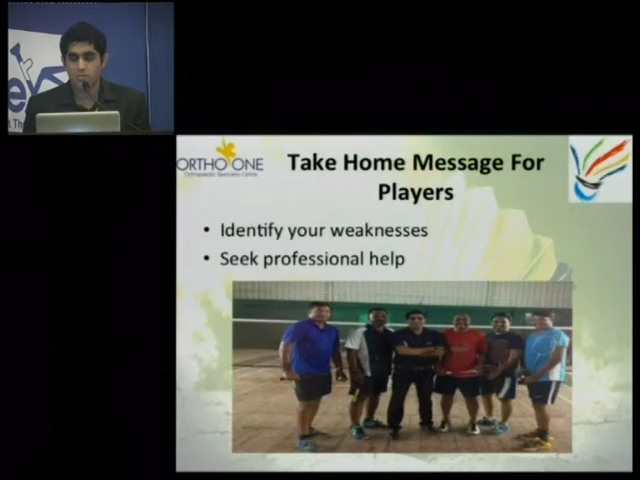 ORTHO ONE
Orthopaedic Speciality Centre
Take Home Message For
Players
• Identify your weaknesses
• Seek professional help